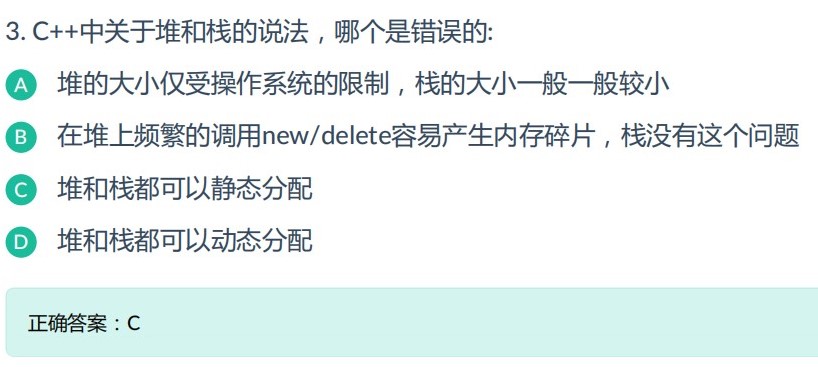 3. C++中关于堆和栈的说法，哪个是错误的:
A 堆的大小仅受操作系统的限制，栈的大小一般一般较小
B 在堆上频繁的调用new/delete容易产生内存碎片，栈没有这个问题
C 堆和栈都可以静态分配
D 堆和栈都可以动态分配
正确答案：C